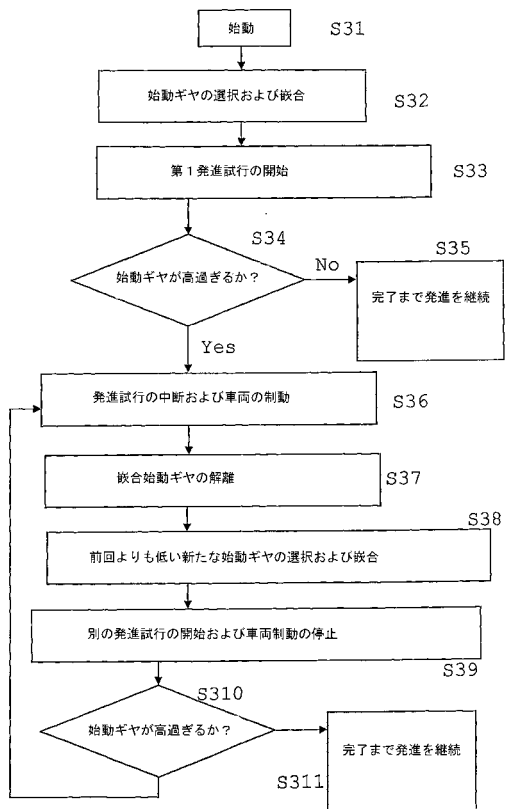 始動
S31
始動ギヤの選択および嵌合
S32
第1発進試行の開始
S33
S34
始動ギヤが高過ぎるか？
No
S35
完了まで発進を継続
Yes
発進試行の中断および車両の制動
S36
嵌合始動ギヤの解離
S37
S38
前回よりも低い新たな始動ギヤの選択および嵌合
別の発進試行の開始および車両制動の停止
S39
S310
始動ギヤが高過ぎるか？
完了まで発進を継続
S311